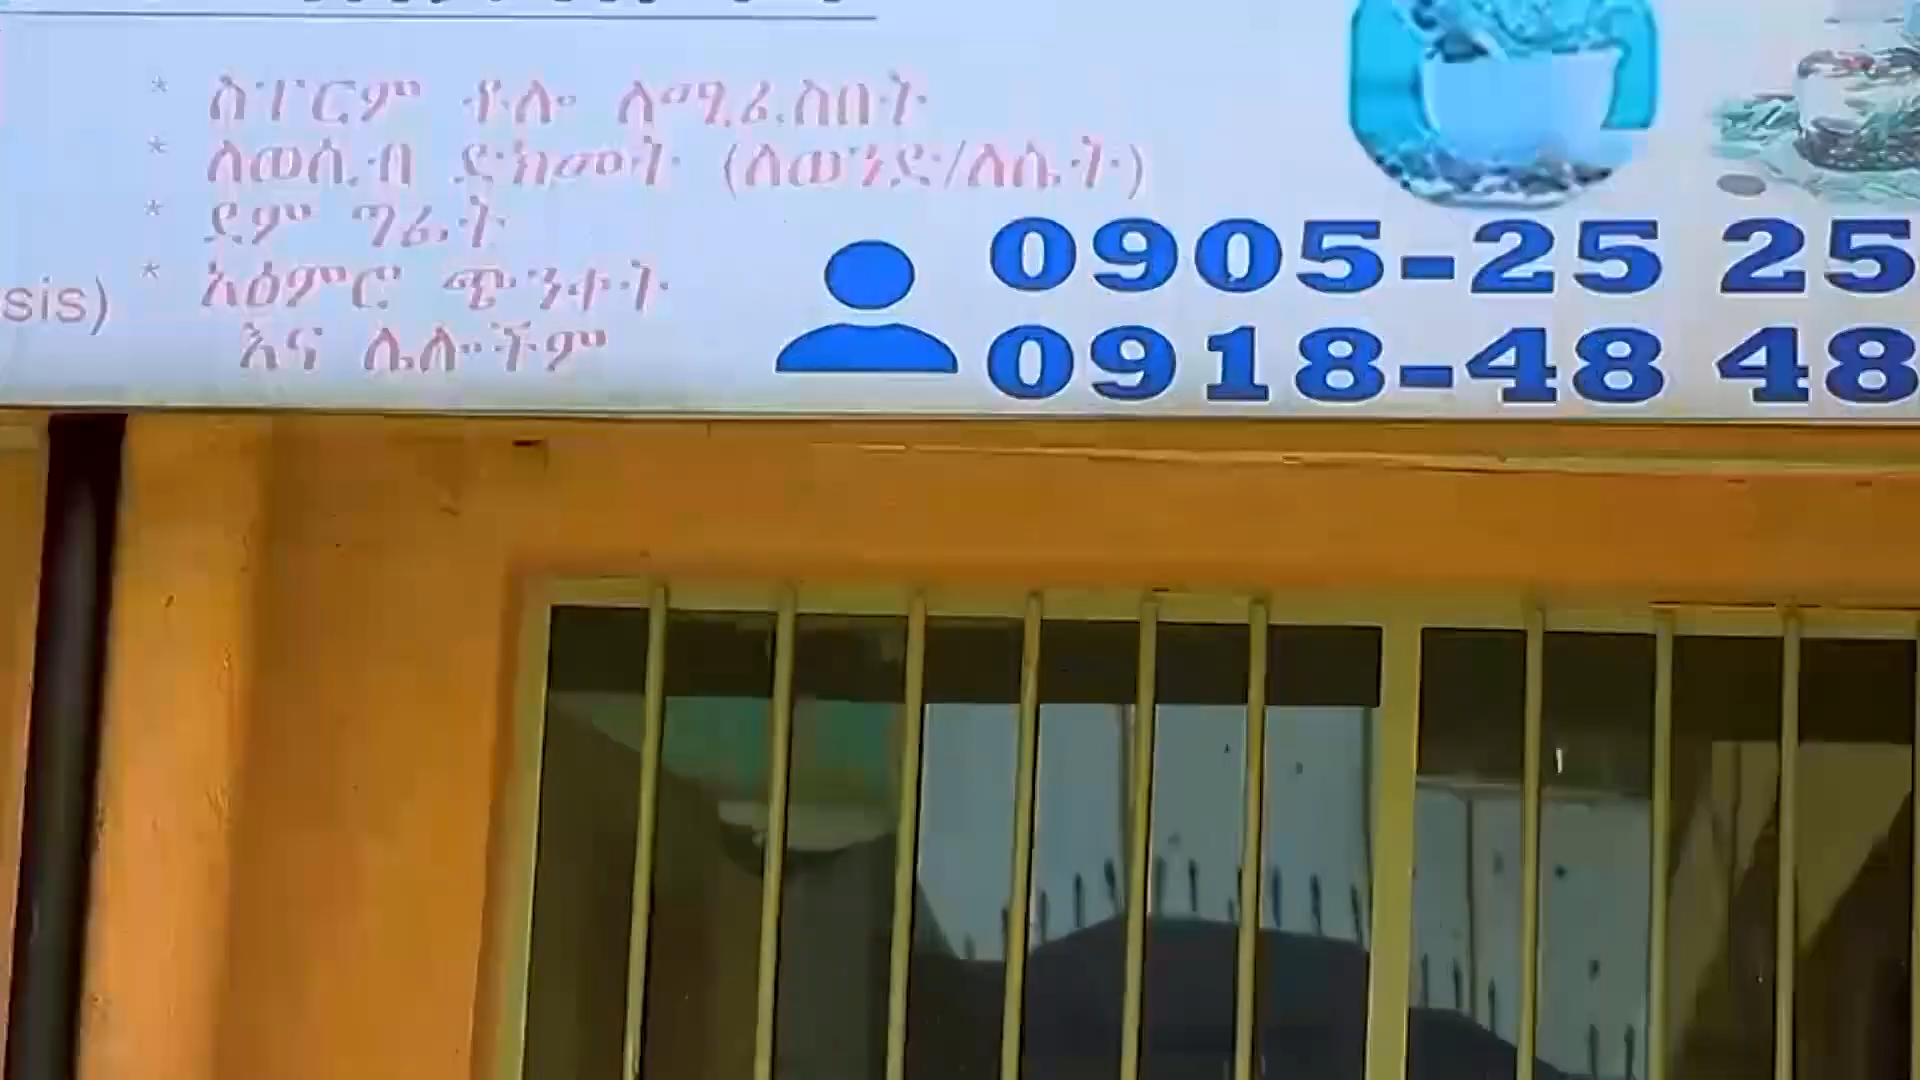 * ስፐርም ቶሎ ለሚፈስበት
* ለወሲብ ድክመት (ለወንድ/ለሴት)
* ደም ግፊት
sis) * አዕምሮ ጭንቀት
እና ሌሎችም
0905-25 25
0918-48 48